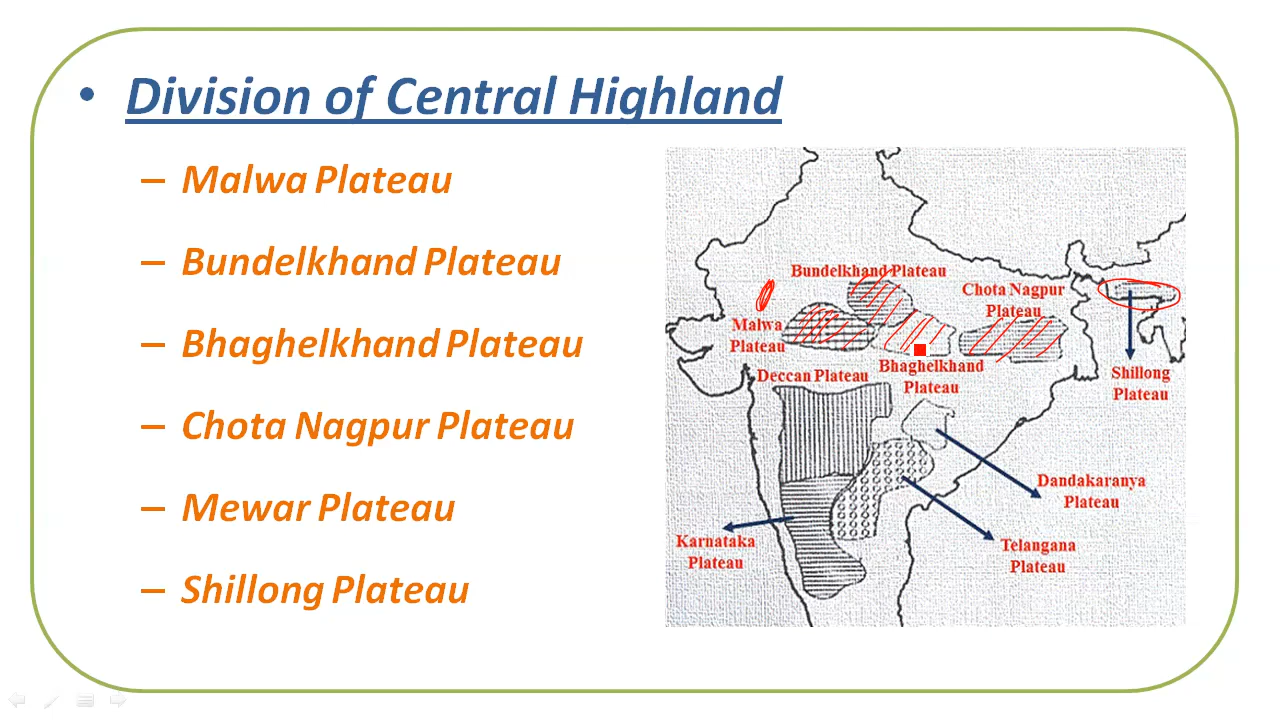 • Division of Central Highland
– Malwa Plateau
– Bundelkhand Plateau
– Bhaghelkhand Plateau
– Chota Nagpur Plateau
– Mewar Plateau
– Shillong Plateau
Bundelkhand Plateau
Chota Nagpur
Plateau
Malwa
Plateau
Bhaghelkhand
Plateau
Shillong
Plateau
Deccan Plateau
Dandakaranya
Plateau
Karnataka
Plateau
Telangana
Plateau